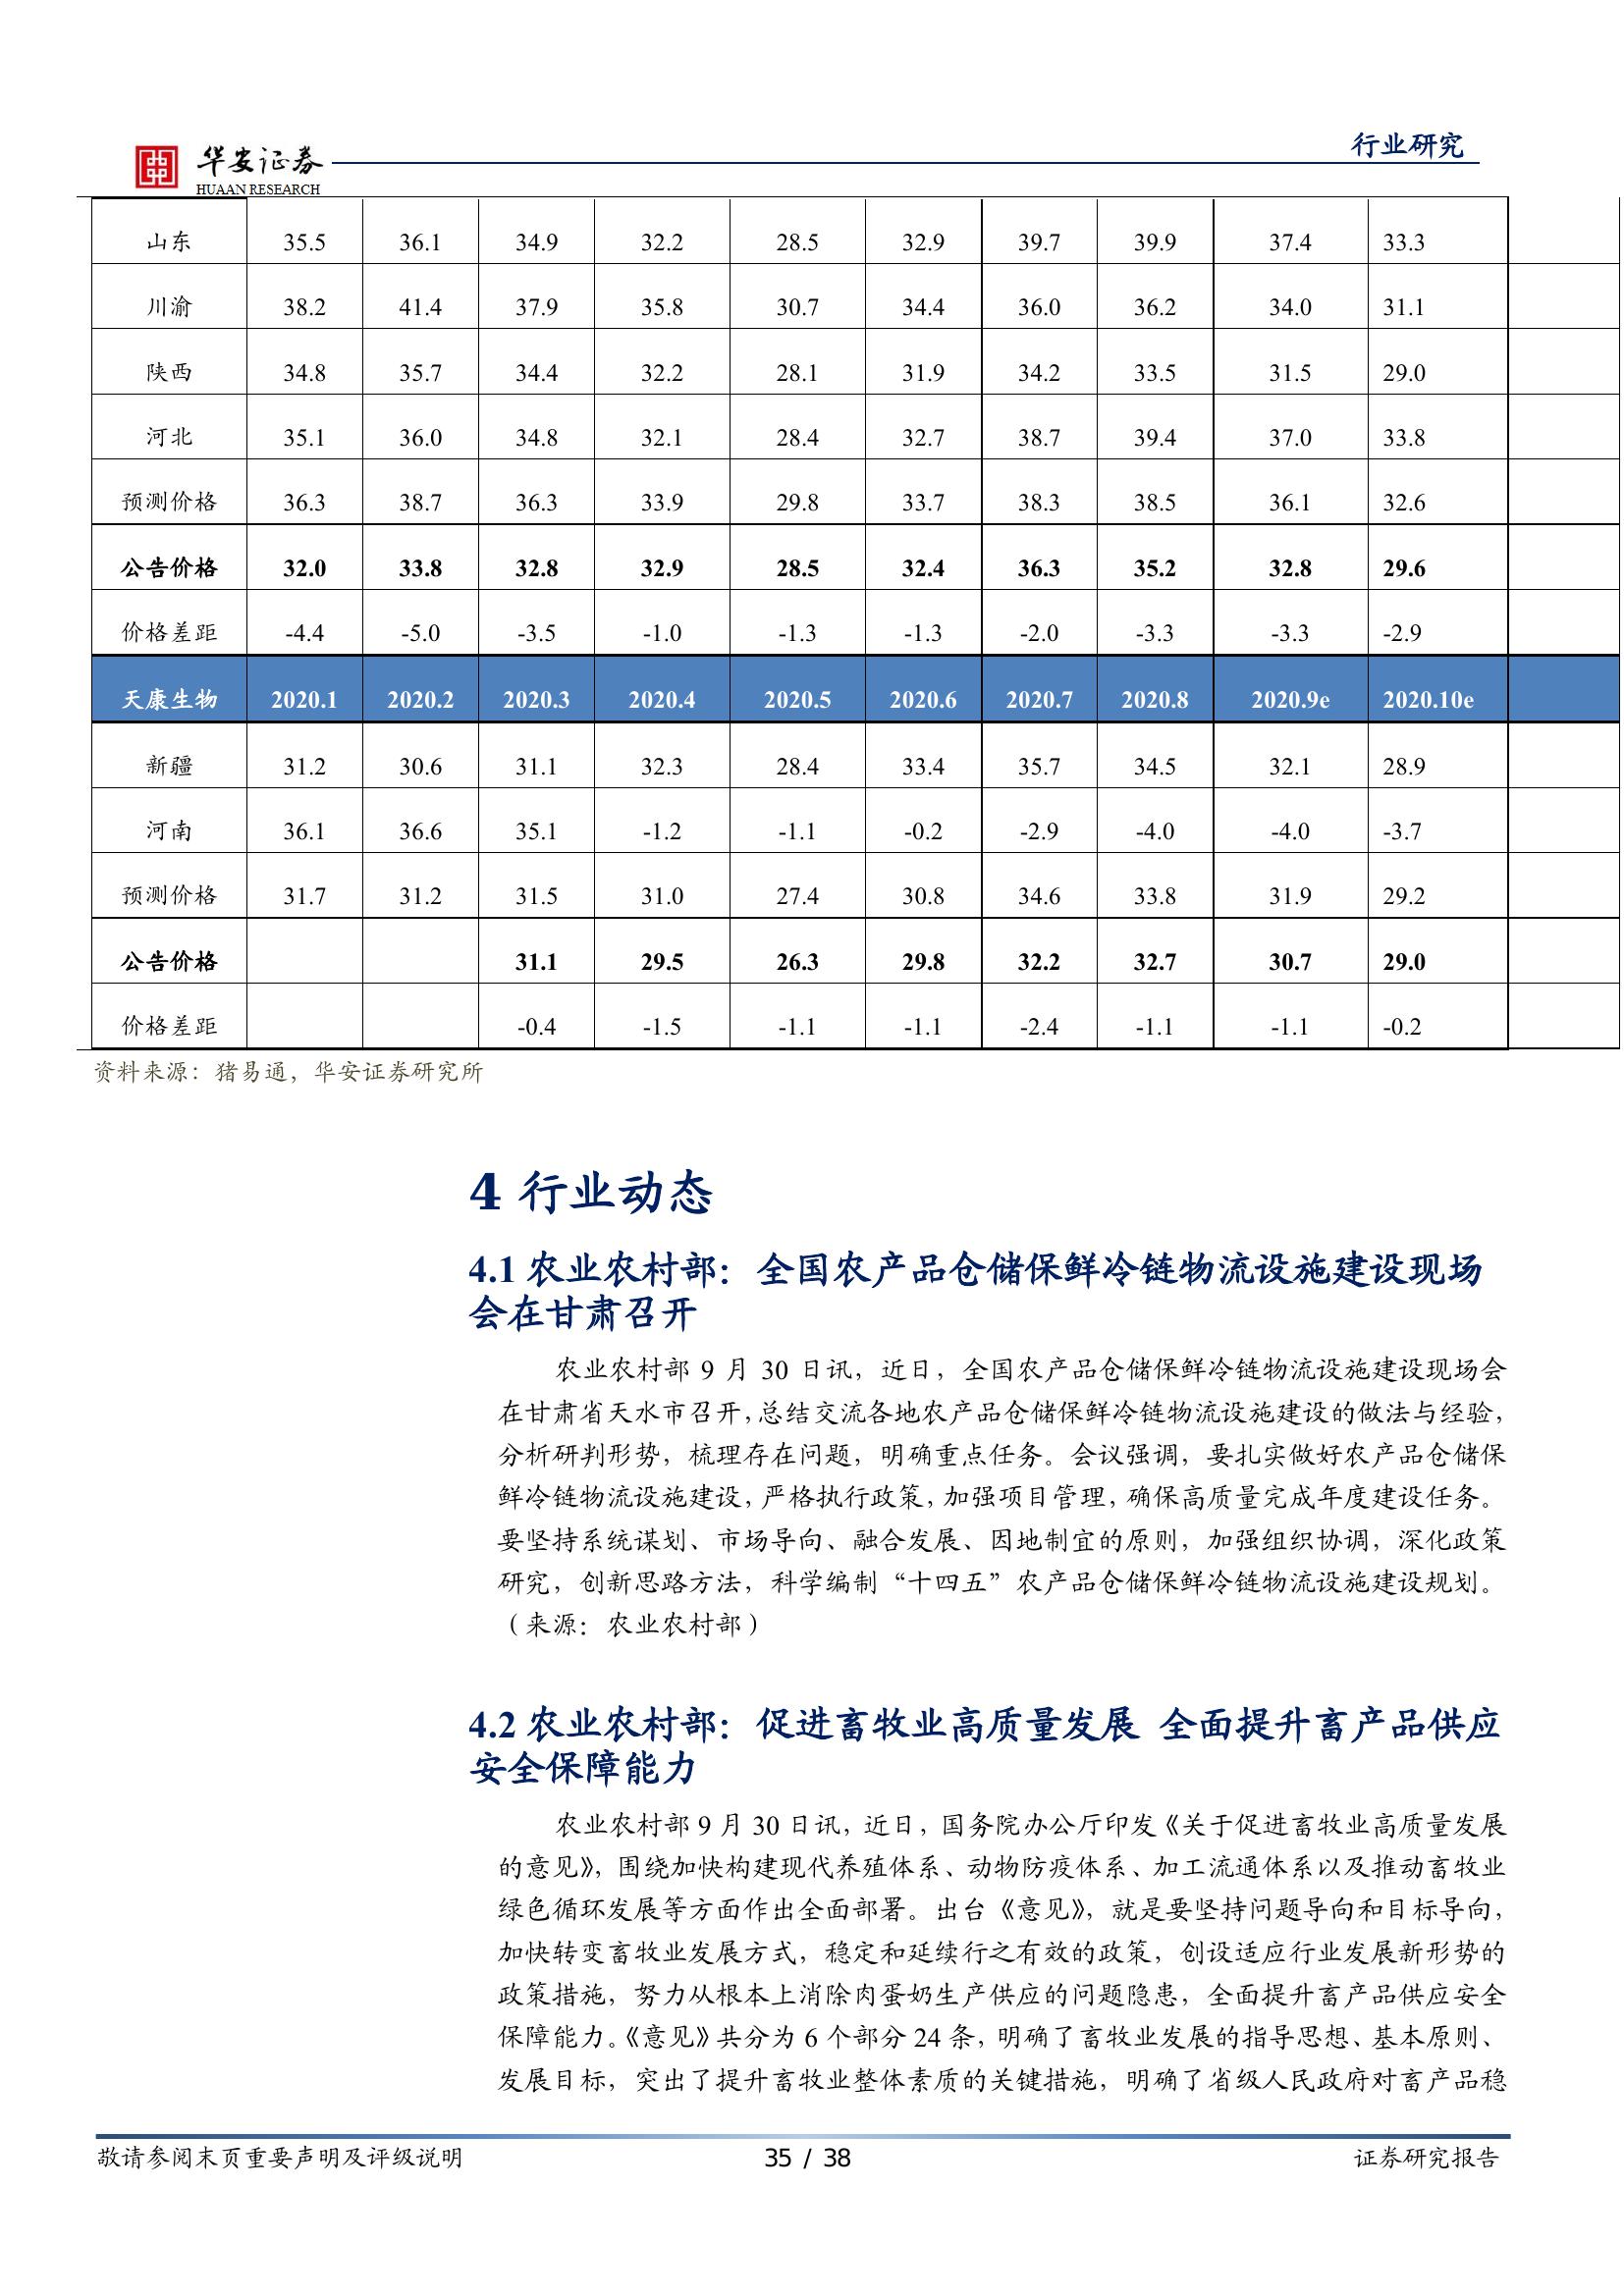 华安证券
HUAAN RESEARCH
行业研究
山东 35.5 36.1 34.9 32.2 28.5 32.9 39.7 39.9 37.4 33.3
川渝 38.2 41.4 37.9 35.8 30.7 34.4 36.0 36.2 34.0 31.1
陕西 34.8 35.7 34.4 32.2 28.1 31.9 34.2 33.5 31.5 29.0
河北 35.1 36.0 34.8 32.1 28.4 32.7 38.7 39.4 37.0 33.8
预测价格 36.3 38.7 36.3 33.9 29.8 33.7 38.3 38.5 36.1 32.6
公告价格 32.0 33.8 32.8 32.9 28.5 32.4 36.3 35.2 32.8 29.6
价格差距 -4.4 -5.0 -3.5 -1.0 -1.3 -1.3 -2.0 -3.3 -3.3 -2.9
天康生物 2020.1 2020.2 2020.3 2020.4 2020.5 2020.6 2020.7 2020.8 2020.9e 2020.10e
新疆 31.2 30.6 31.1 32.3 28.4 33.4 35.7 34.5 32.1 28.9
河南 36.1 36.6 35.1 -1.2 -1.1 -0.2 -2.9 -4.0 -4.0 -3.7
预测价格 31.7 31.2 31.5 31.0 27.4 30.8 34.6 33.8 31.9 29.2
公告价格 31.1 29.5 26.3 29.8 32.2 32.7 30.7 29.0
价格差距 -0.4 -1.5 -1.1 -1.1 -2.4 -1.1 -1.1 -0.2
资料来源：猪易通，华安证券研究所
4 行业动态
4.1 农业农村部：全国农产品仓储保鲜冷链物流设施建设现场
会在甘肃召开
农业农村部 9 月 30 日讯，近日，全国农产品仓储保鲜冷链物流设施建设现场会
在甘肃省天水市召开，总结交流各地农产品仓储保鲜冷链物流设施建设的做法与经验，
分析研判形势，梳理存在问题，明确重点任务。会议强调，要扎实做好农产品仓储保
鲜冷链物流设施建设，严格执行政策，加强项目管理，确保高质量完成年度建设任务。
要坚持系统谋划、市场导向、融合发展、因地制宜的原则，加强组织协调，深化政策
研究，创新思路方法，科学编制“十四五”农产品仓储保鲜冷链物流设施建设规划。
（来源：农业农村部）
4.2 农业农村部：促进畜牧业高质量发展 全面提升畜产品供应
安全保障能力
农业农村部 9 月 30 日讯，近日，国务院办公厅印发《关于促进畜牧业高质量发展
的意见》，围绕加快构建现代养殖体系、动物防疫体系、加工流通体系以及推动畜牧业
绿色循环发展等方面作出全面部署。出台《意见》，就是要坚持问题导向和目标导向，
加快转变畜牧业发展方式，稳定和延续行之有效的政策，创设适应行业发展新形势的
政策措施，努力从根本上消除肉蛋奶生产供应的问题隐患，全面提升畜产品供应安全
保障能力。《意见》共分为 6 个部分 24 条，明确了畜牧业发展的指导思想、基本原则、
发展目标，突出了提升畜牧业整体素质的关键措施，明确了省级人民政府对畜产品稳
敬请参阅末页重要声明及评级说明 35 / 38 证券研究报告